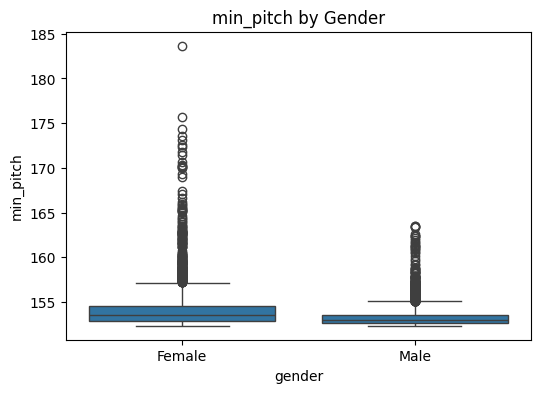 min_pitch by Gender
185
180
175
170
165
160
155
min_pitch
Female
Male
gender